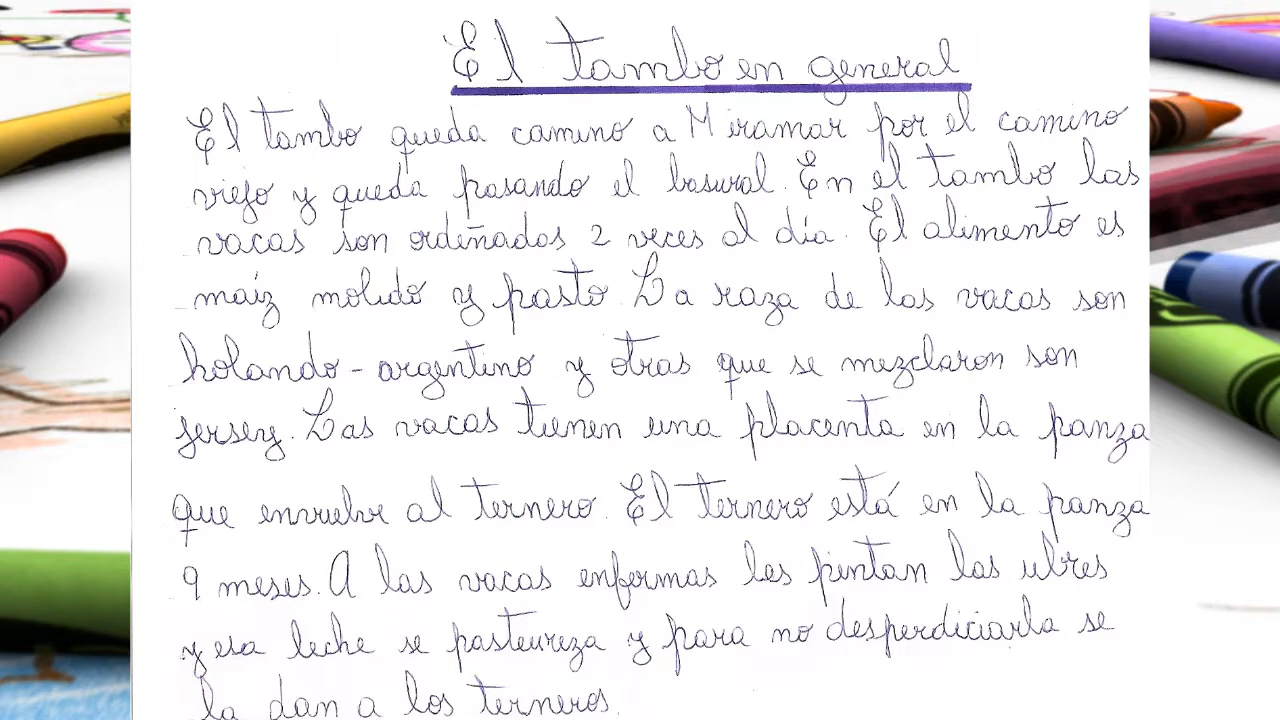 El tambo en general
El tambo queda camino a Miramar por el camino
viejo y queda pasando el basural. En el tambo las
vacas son ordeñadas 2 veces al día. El alimento es
maíz molido y pasto. La raza de las vacas son
holando-argentino y otras que se mezclaron son
jersey. Las vacas tienen una placenta en la panza
que envuelve al ternero. El ternero está en la panza
9 meses. A las vacas enfermas les pintan las ubres
y esa leche se pasteuriza y para no desperdiciarla se
la dan a los terneros.